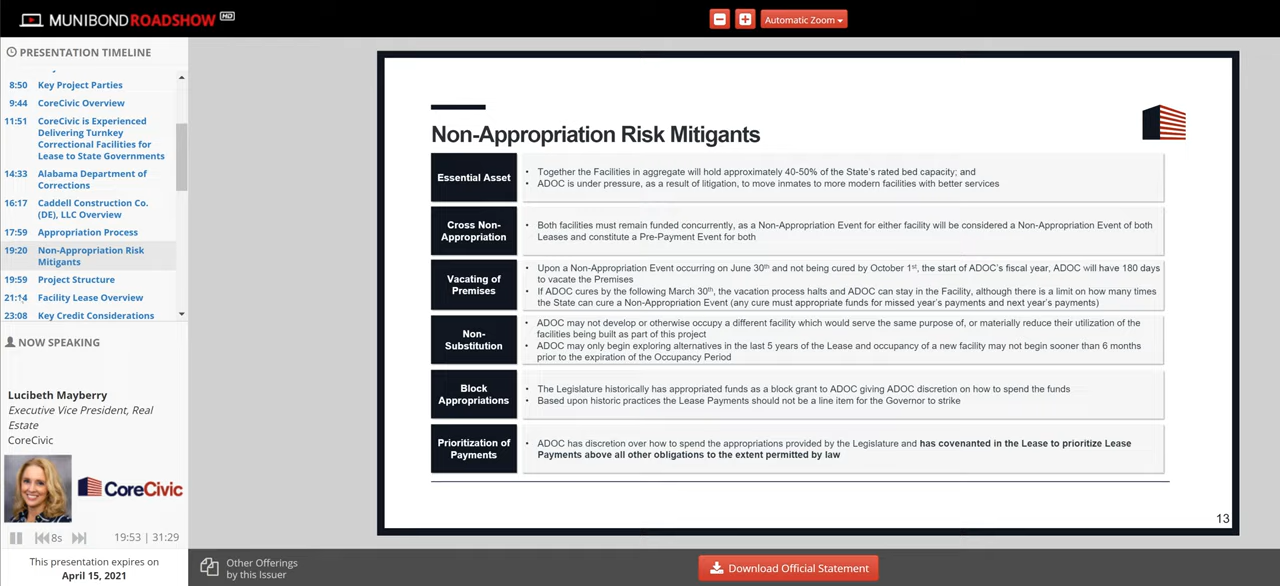 MUNIBONDROADSHOW HD
Automatic Zoom
PRESENTATION TIMELINE
8:50 Key Project Parties
9:44 CoreCivic Overview
11:51 CoreCivic is Experienced
Delivering Turnkey
Correctional Facilities for
Lease to State Governments
14:33 Alabama Department of
Corrections
16:17 Caddell Construction Co.
(DE), LLC Overview
17:59 Appropriation Process
19:20 Non-Appropriation Risk
Mitigants
19:59 Project Structure
21:14 Facility Lease Overview
23:08 Key Credit Considerations
NOW SPEAKING
Lucibeth Mayberry
Executive Vice President, Real
Estate
CoreCivic
CoreCivic
8s
19:53 | 31:29
This presentation expires on
April 15, 2021
Non-Appropriation Risk Mitigants
Essential Asset
• Together the Facilities in aggregate will hold approximately 40-50% of the State's rated bed capacity; and
• ADOC is under pressure, as a result of litigation, to move inmates to more modern facilities with better services
Cross Non-
Appropriation
• Both facilities must remain funded concurrently, as a Non-Appropriation Event for either facility will be considered a Non-Appropriation Event of both
Leases and constitute a Pre-Payment Event for both
Vacating of
Premises
• Upon a Non-Appropriation Event occurring on June 30th and not being cured by October 1st, the start of ADOC's fiscal year, ADOC will have 180 days
to vacate the Premises
• If ADOC cures by the following March 30th, the vacation process halts and ADOC can stay in the Facility, although there is a limit on how many times
the State can cure a Non-Appropriation Event (any cure must appropriate funds for missed year's payments and next year's payments)
Non-
Substitution
• ADOC may not develop or otherwise occupy a different facility which would serve the same purpose of, or materially reduce their utilization of the
facilities being built as part of this project
• ADOC may only begin exploring alternatives in the last 5 years of the Lease and occupancy of a new facility may not begin sooner than 6 months
prior to the expiration of the Occupancy Period
Block
Appropriations
• The Legislature historically has appropriated funds as a block grant to ADOC giving ADOC discretion on how to spend the funds
• Based upon historic practices the Lease Payments should not be a line item for the Governor to strike
Prioritization of
Payments
• ADOC has discretion over how to spend the appropriations provided by the Legislature and has covenanted in the Lease to prioritize Lease
Payments above all other obligations to the extent permitted by law
13
Other Offerings
by this Issuer
Download Official Statement